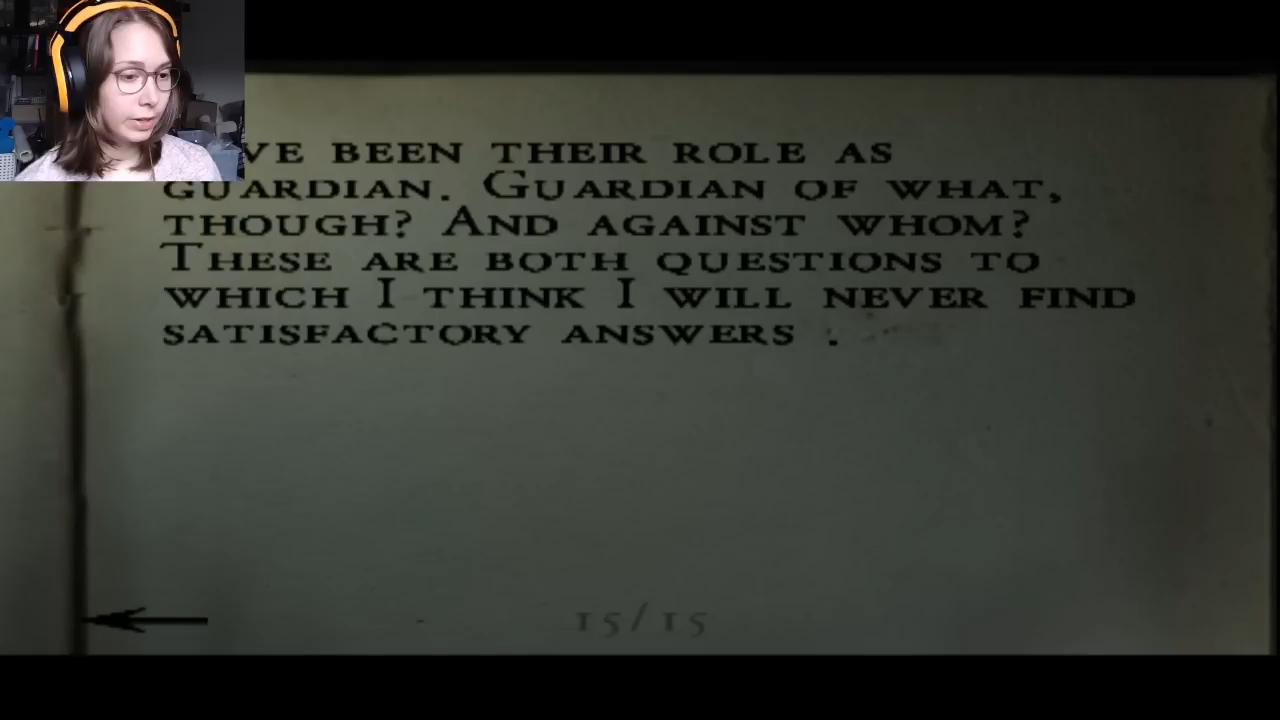 BEEN THEIR ROLE AS
GUARDIAN. GUARDIAN OF WHAT,
THOUGH? AND AGAINST WHOM?
THESE ARE BOTH QUESTIONS TO
WHICH I THINK I WILL NEVER FIND
SATISFACTORY ANSWERS .
15/15